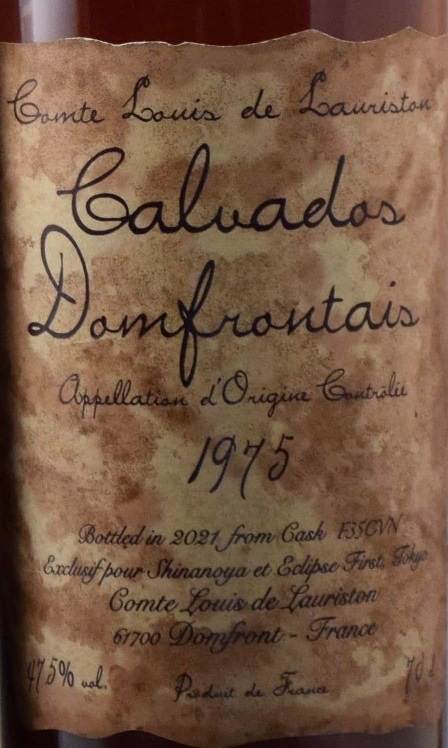 Comte Louis de Lauriston
Calvados
Domfrontais
Appellation d'Origine Contrôlée
1975
Bottled in 2021 from Cask F35CVN
Exclusif pour Shinanoya et Eclipse First, Tokyo
Comte Louis de Lauriston
61700 Domfront - France
47.5% vol. Produit de France 70